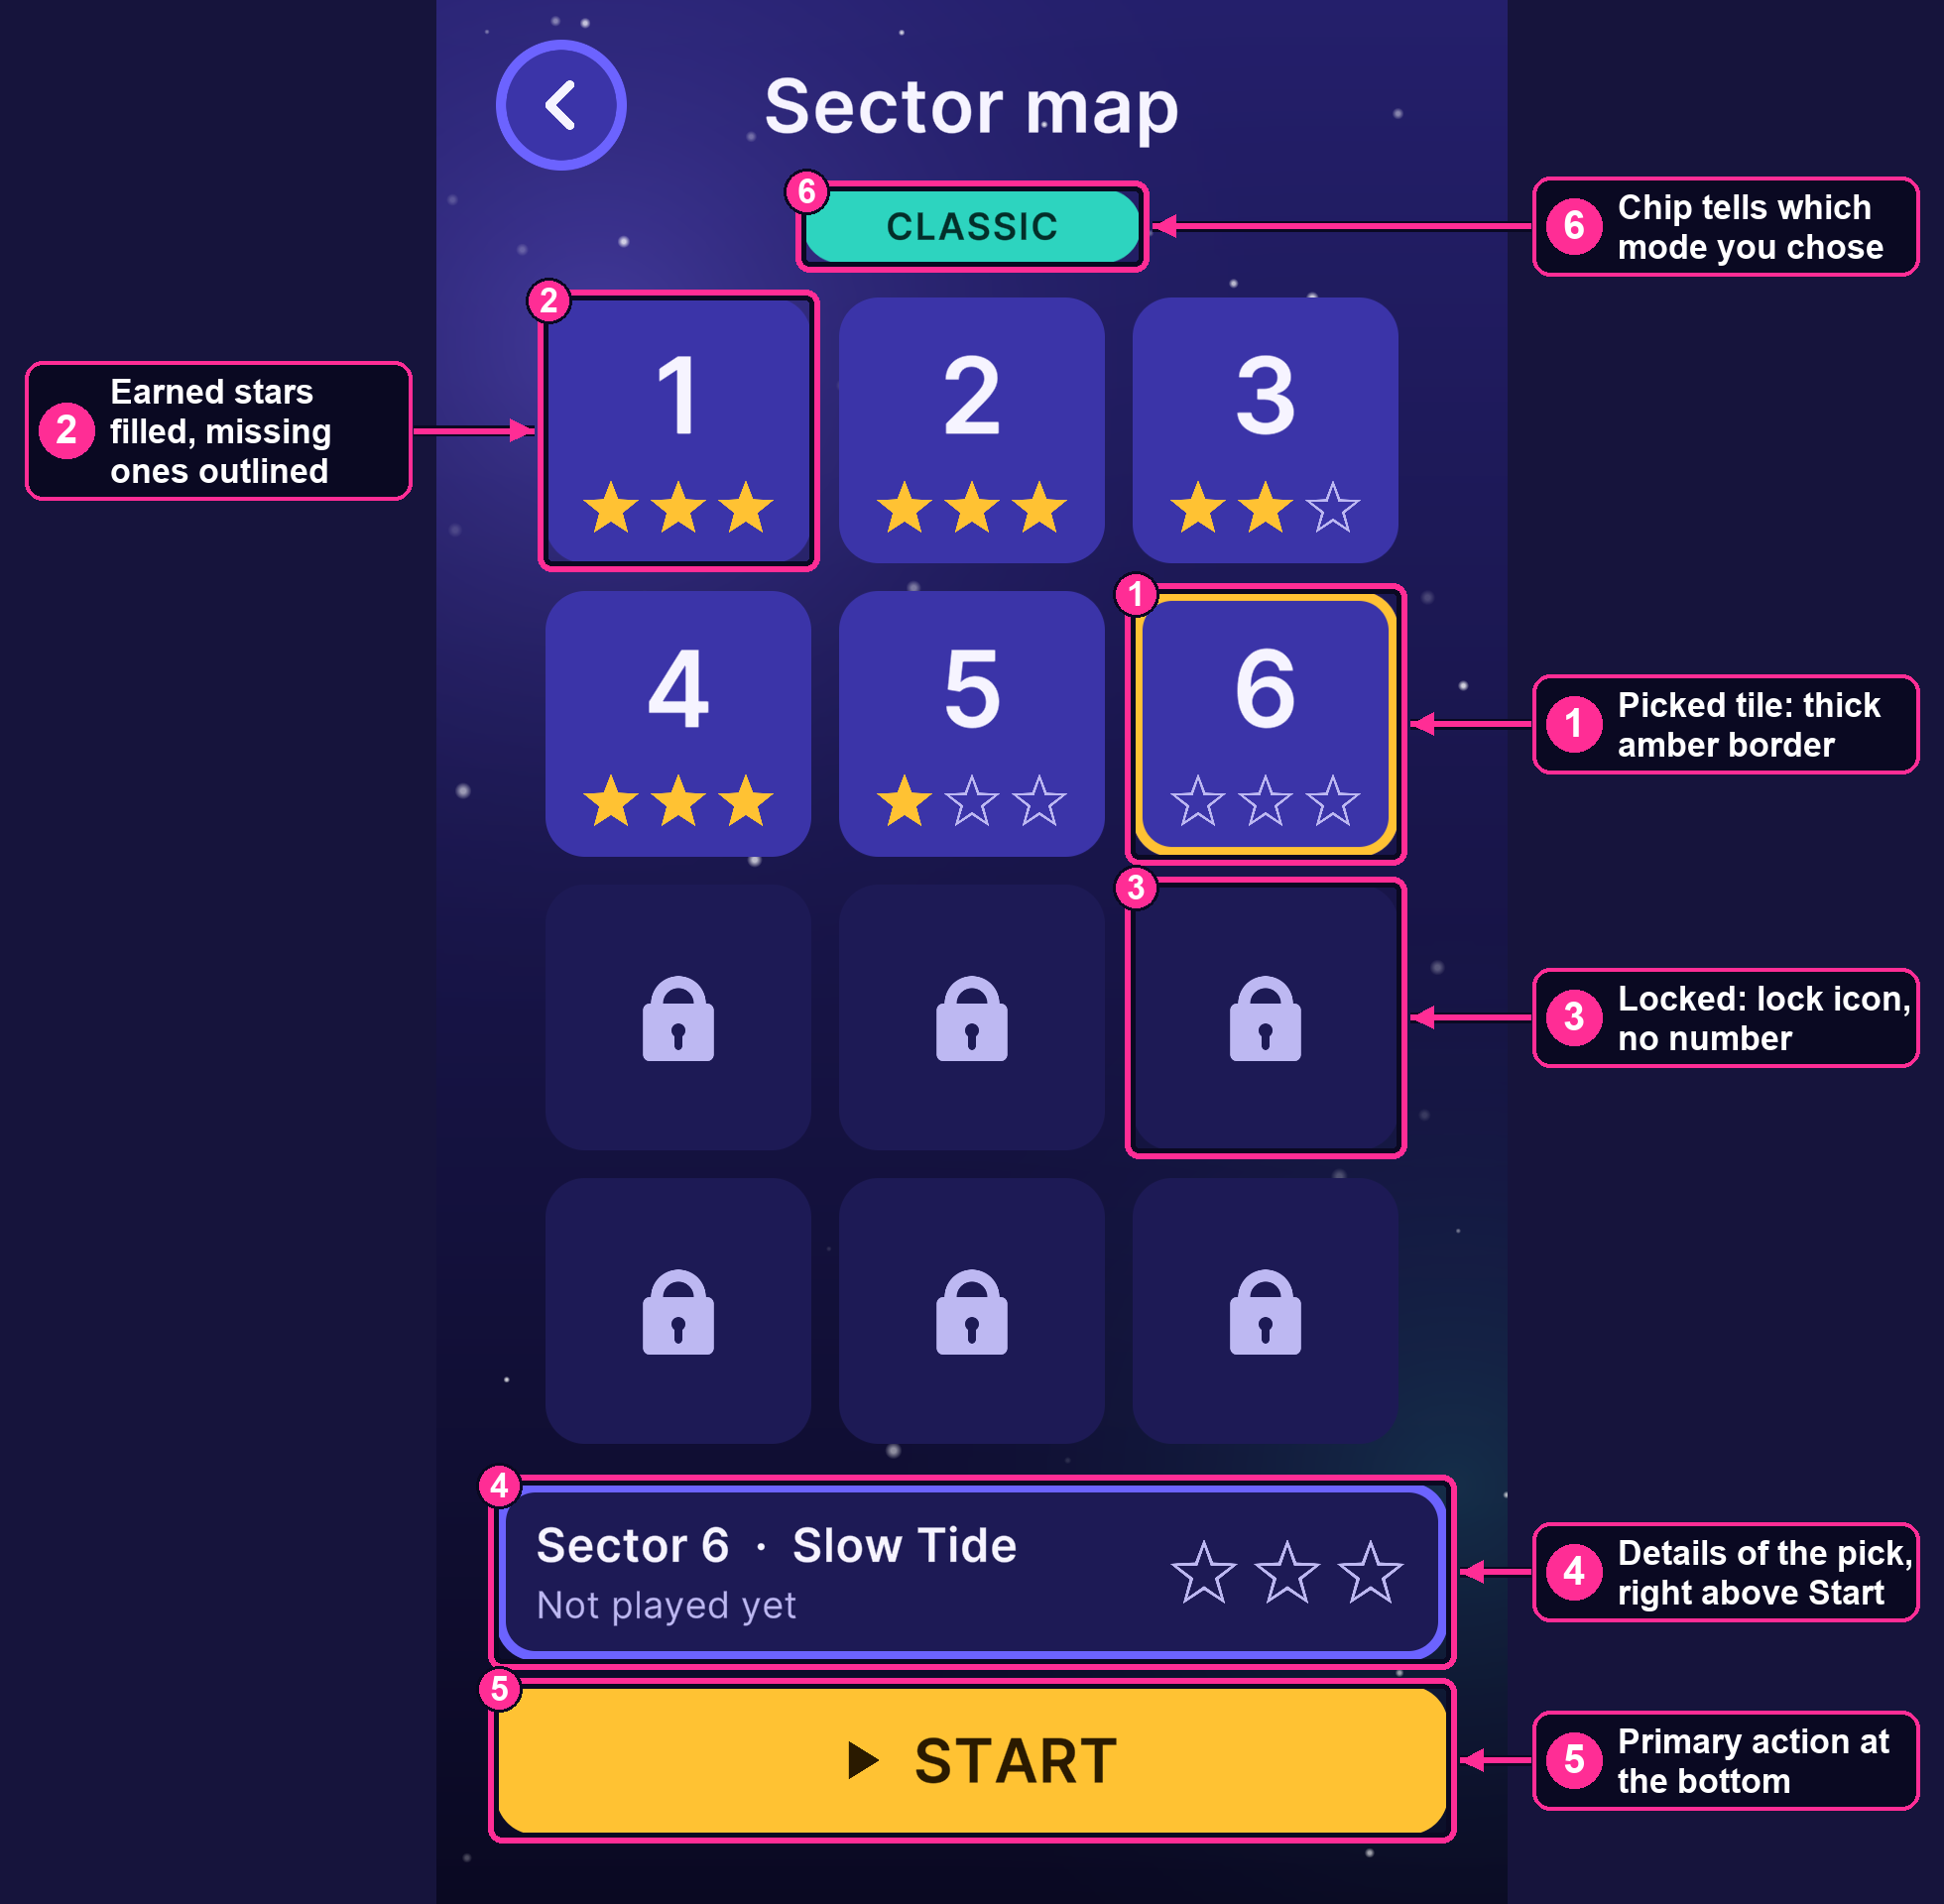 Sector map
6
CLASSIC
6 Chip tells which
mode you chose
2
1
2
3
2 Earned stars
filled, missing
ones outlined
1
4
5
6
1 Picked tile: thick
amber border
3
3 Locked: lock icon,
no number
4
Sector 6 · Slow Tide
Not played yet
4 Details of the pick,
right above Start
5
START
5 Primary action at
the bottom